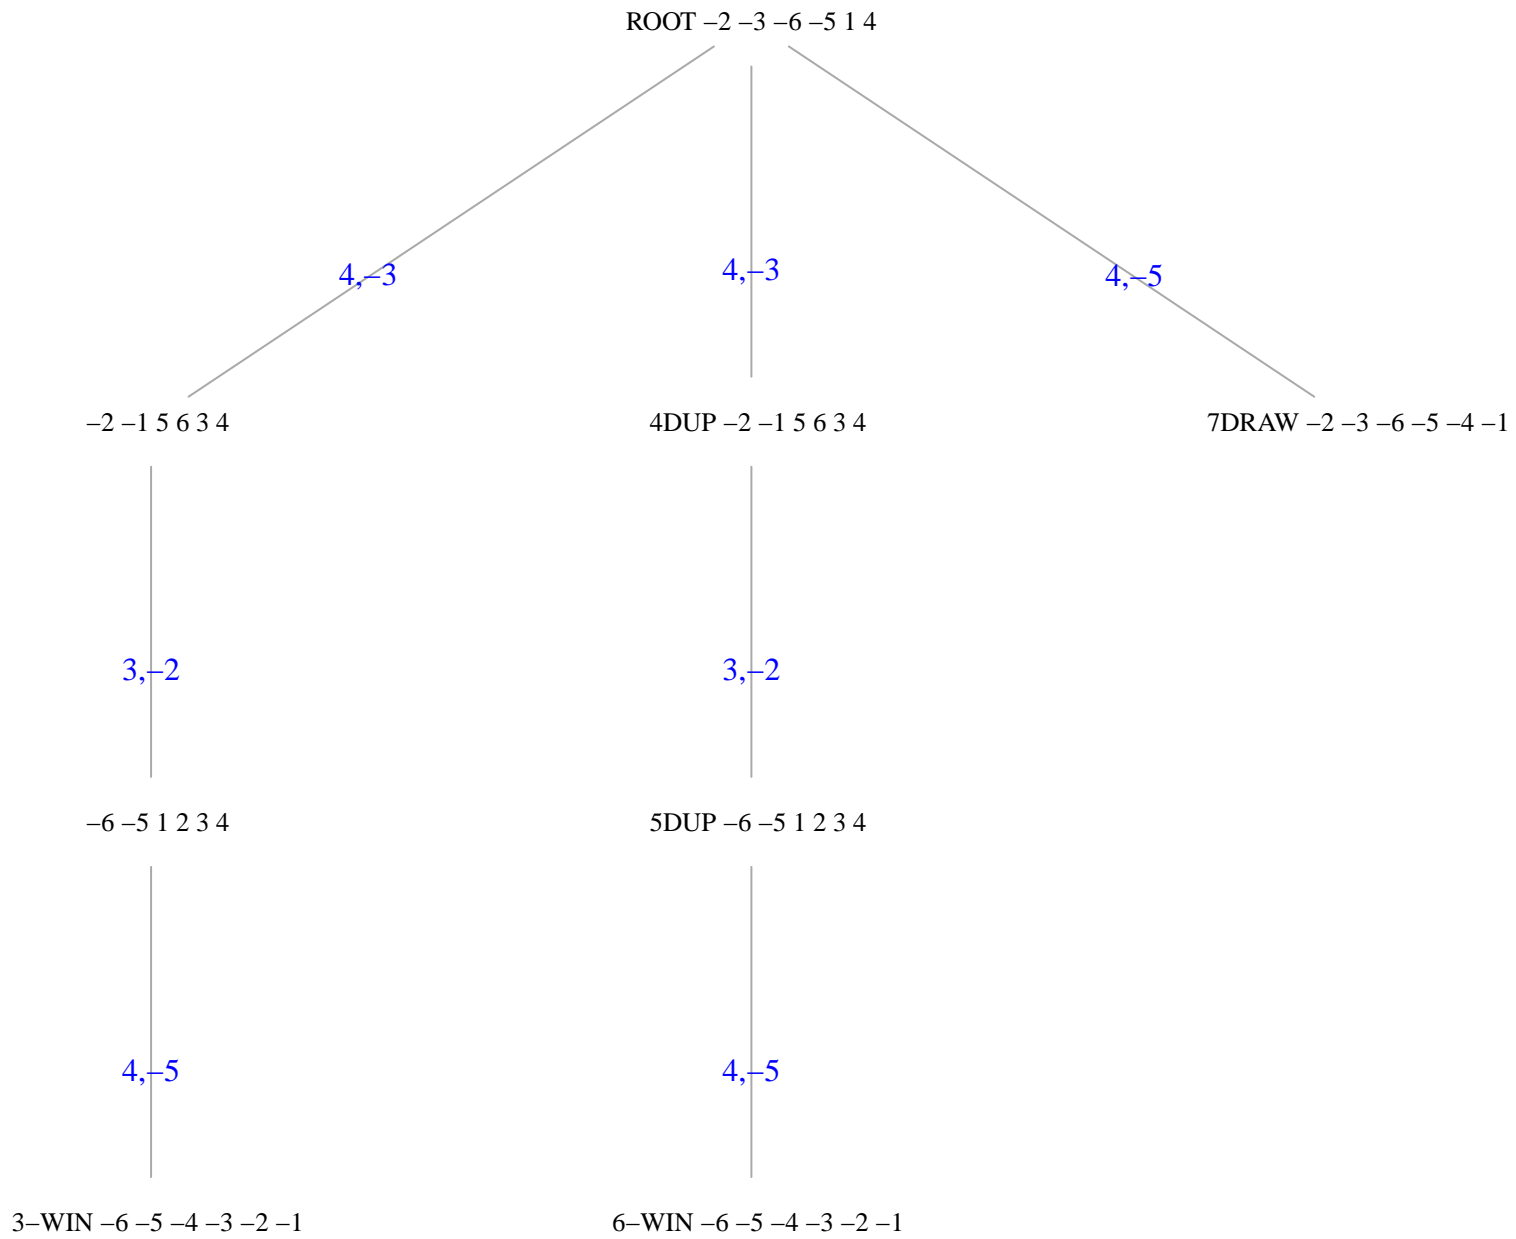 ROOT –2 –3 –6 –5 1 4
4,–3
4,–3
4,–5
–2 –1 5 6 3 4
4DUP –2 –1 5 6 3 4
7DRAW –2 –3 –6 –5 –4 –1
3,–2
3,–2
–6 –5 1 2 3 4
5DUP –6 –5 1 2 3 4
4,–5
4,–5
3–WIN –6 –5 –4 –3 –2 –1
6–WIN –6 –5 –4 –3 –2 –1